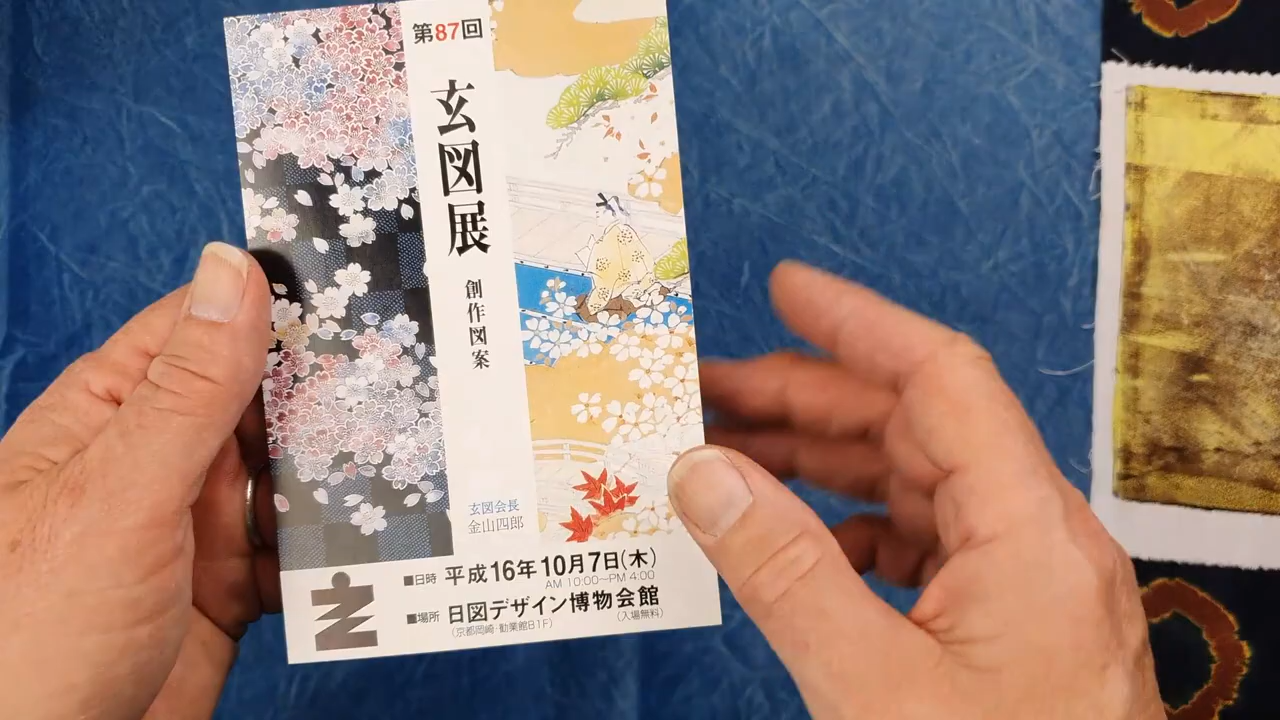 第87回
玄図展
創作図案
玄図会長
金山四郎
■日時 平成16年10月7日(木)
AM 10:00〜PM 4:00
■場所 日図デザイン博物会館
(京都岡崎・勧業館B1F)
(入場無料)